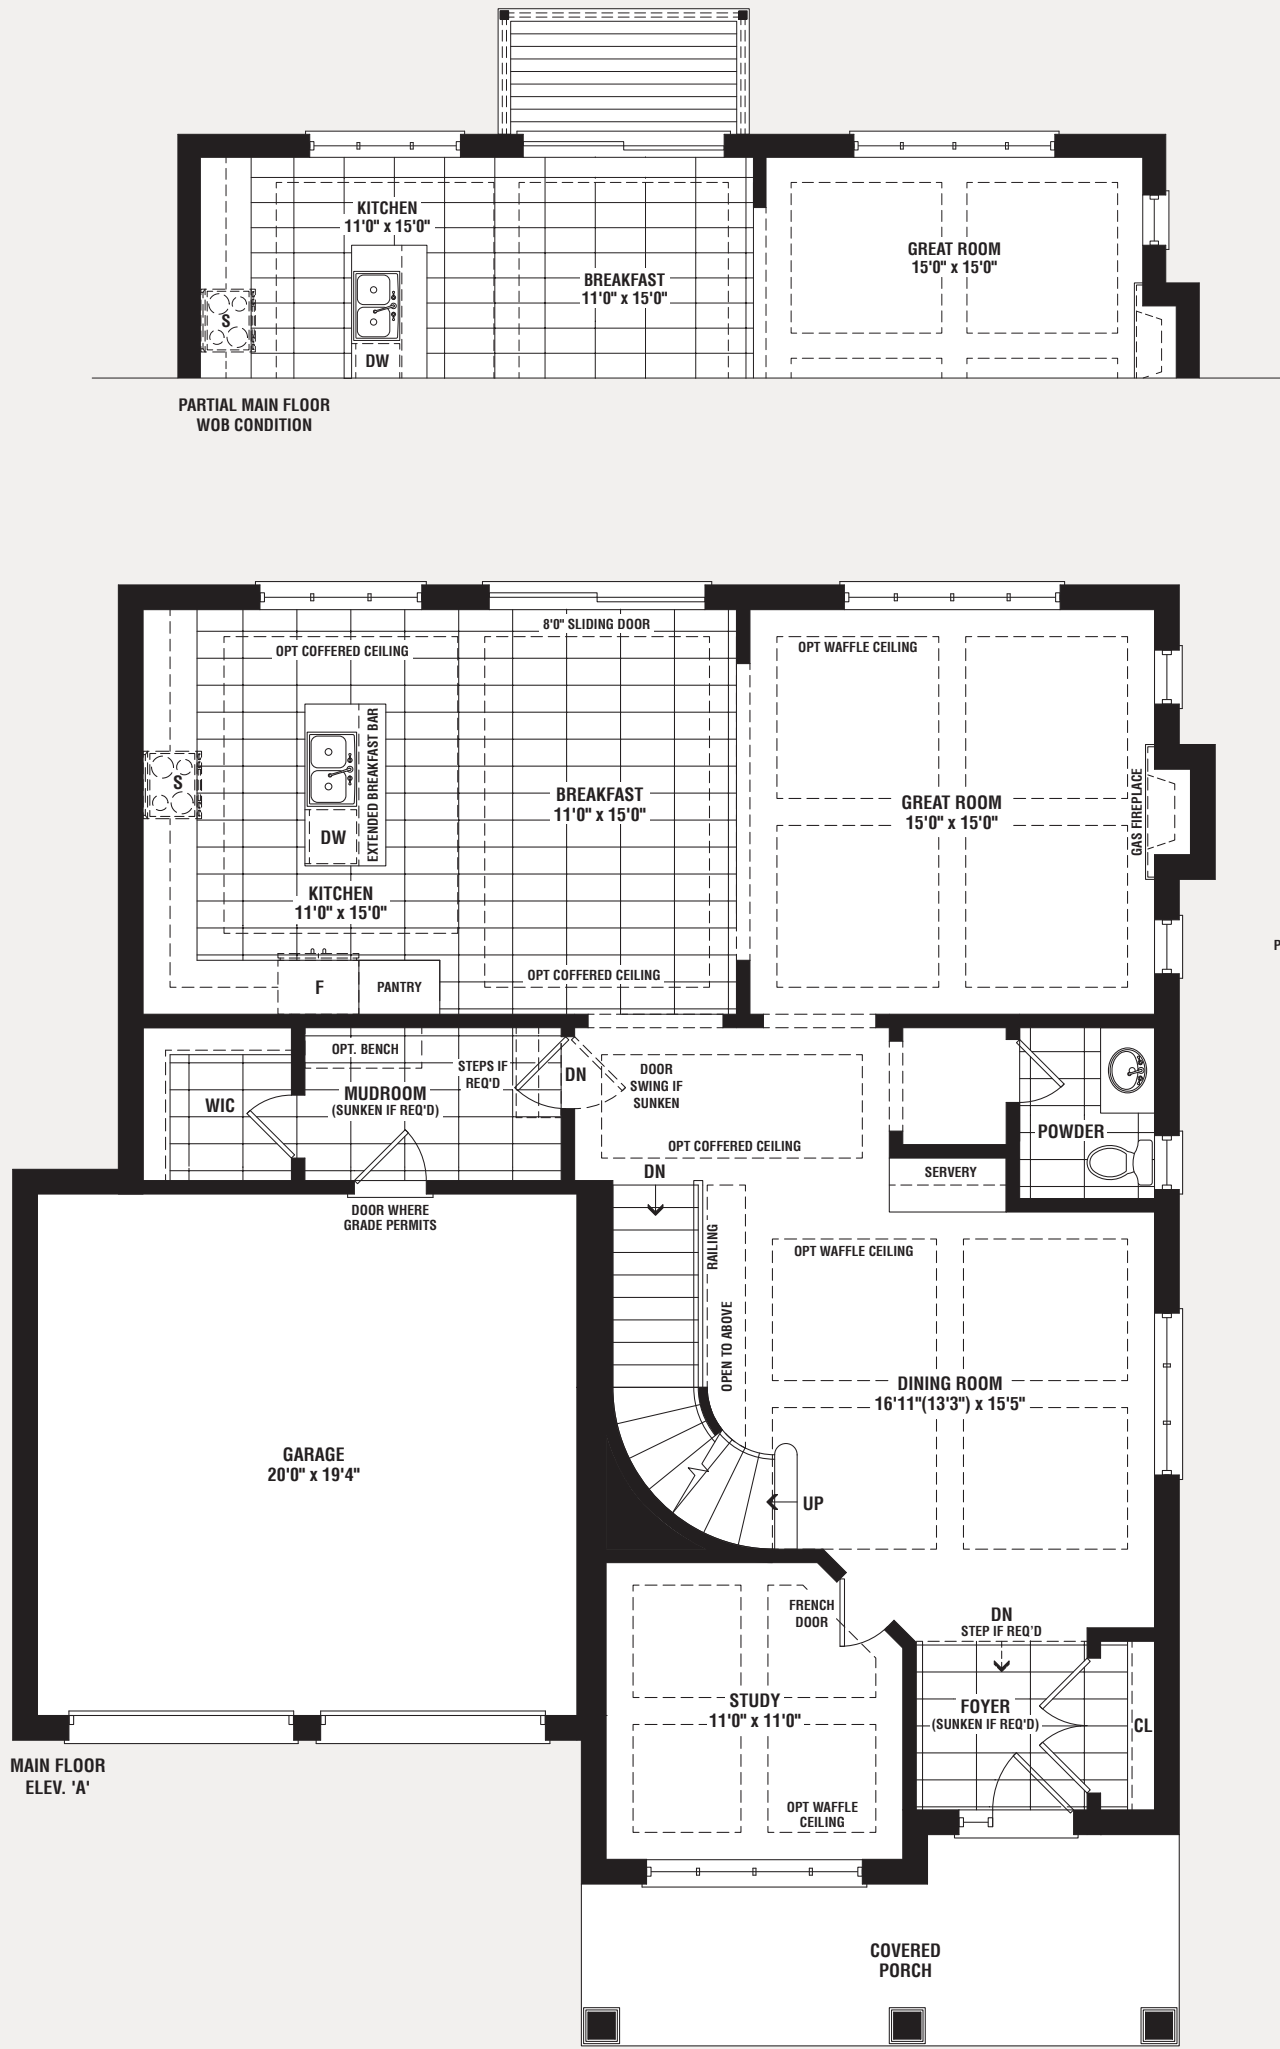 KITCHEN
11'0" x 15'0"
BREAKFAST
11'0" x 15'0"
GREAT ROOM
15'0" x 15'0"
S
DW
PARTIAL MAIN FLOOR
WOB CONDITION
8'0" SLIDING DOOR
OPT COFFERED CEILING
OPT WAFFLE CEILING
S
DW
EXTENDED BREAKFAST BAR
BREAKFAST
11'0" x 15'0"
GREAT ROOM
15'0" x 15'0"
GAS FIREPLACE
KITCHEN
11'0" x 15'0"
P
OPT COFFERED CEILING
F
PANTRY
OPT. BENCH
STEPS IF
REQ'D
DN
DOOR
SWING IF
SUNKEN
WIC
MUDROOM
(SUNKEN IF REQ'D)
POWDER
OPT COFFERED CEILING
DN
SERVERY
DOOR WHERE
GRADE PERMITS
RAILING
OPT WAFFLE CEILING
OPEN TO ABOVE
DINING ROOM
16'11"(13'3") x 15'5"
GARAGE
20'0" x 19'4"
UP
FRENCH
DOOR
DN
STEP IF REQ'D
STUDY
11'0" x 11'0"
FOYER
(SUNKEN IF REQ'D)
CL
MAIN FLOOR
ELEV. 'A'
OPT WAFFLE
CEILING
COVERED
PORCH